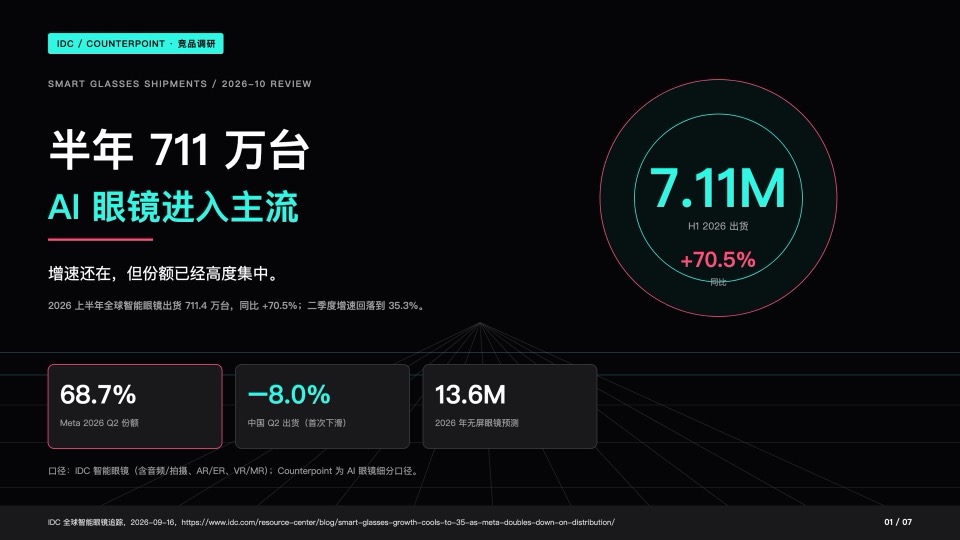 IDC / COUNTERPOINT · 竞品调研
SMART GLASSES SHIPMENTS / 2026-10 REVIEW
半年 711 万台
AI 眼镜进入主流
增速还在，但份额已经高度集中。
2026 上半年全球智能眼镜出货 711.4 万台，同比 +70.5%；二季度增速回落到 35.3%。
7.11M
H1 2026 出货
+70.5%
同比
68.7%
Meta 2026 Q2 份额
—8.0%
中国 Q2 出货（首次下滑）
13.6M
2026 年无屏眼镜预测
口径：IDC 智能眼镜（含音频/拍摄、AR/ER、VR/MR）；Counterpoint 为 AI 眼镜细分口径。
IDC 全球智能眼镜追踪，2026-09-16，https://www.idc.com/resource-center/blog/smart-glasses-growth-cools-to-35-as-meta-doubles-down-on-distribution/
01 / 07